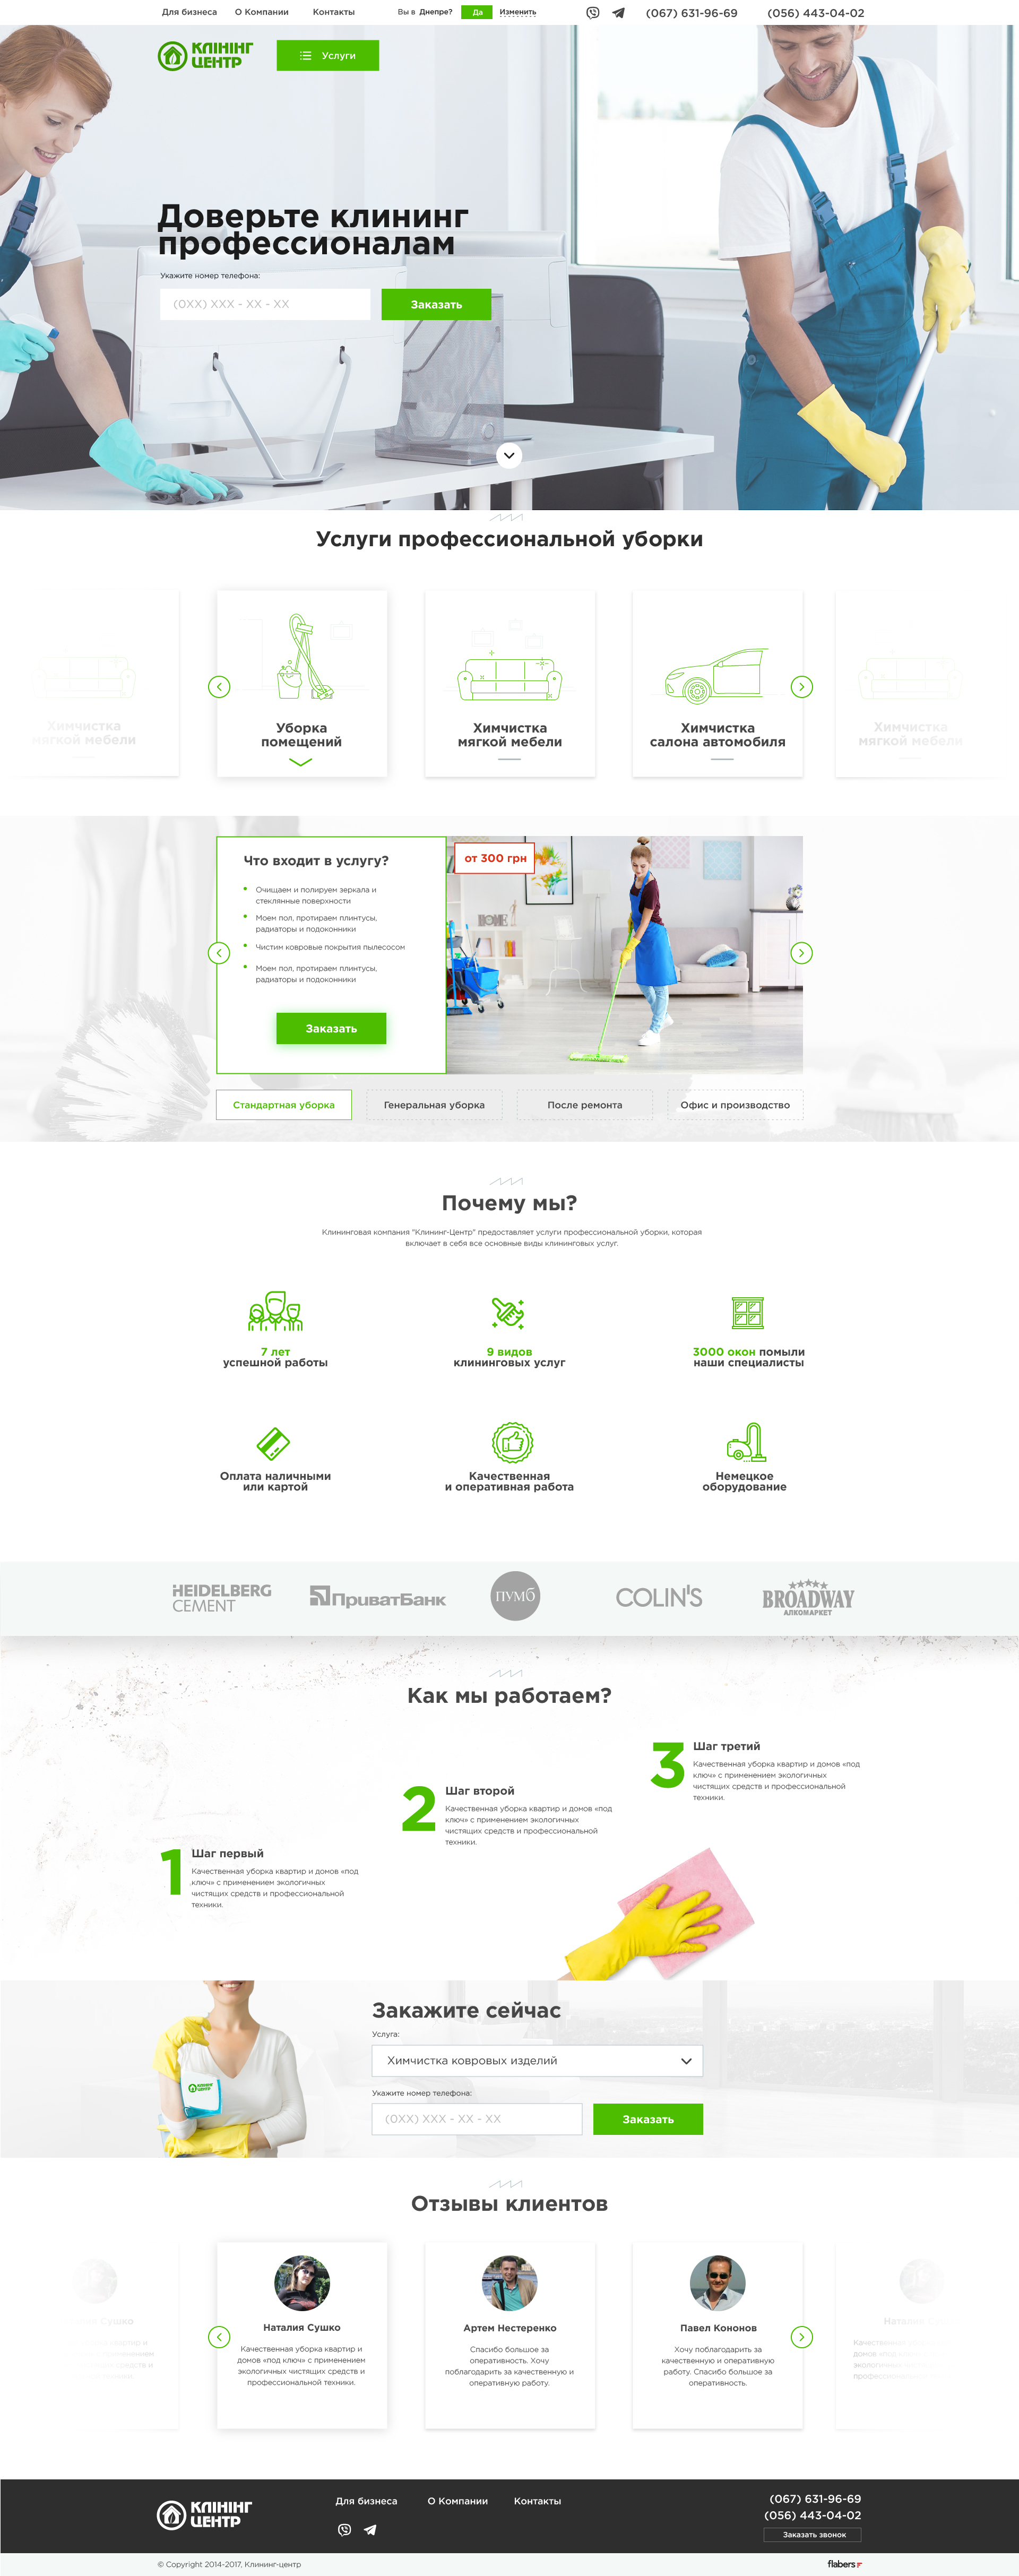 Для бизнеса О Компании Контакты Вы в Днепре? Да Изменить (067) 631-96-69 (056) 443-04-02
КЛІНІНГ
ЦЕНТР
Услуги
Доверьте клининг
профессионалам
Укажите номер телефона:
(0XX) XXX - XX - XX
Заказать
Услуги профессиональной уборки
Химчистка
мягкой мебели
Уборка
помещений
Химчистка
мягкой мебели
Химчистка
салона автомобиля
Химчистка
мягкой мебели
Что входит в услугу?
Очищаем и полируем зеркала и
стеклянные поверхности
Моем пол, протираем плинтусы,
радиаторы и подоконники
Чистим ковровые покрытия пылесосом
Моем пол, протираем плинтусы,
радиаторы и подоконники
Заказать
от 300 грн
HOME
Стандартная уборка Генеральная уборка После ремонта Офис и производство
Почему мы?
Клининговая компания "Клининг-Центр" предоставляет услуги профессиональной уборки, которая
включает в себя все основные виды клининговых услуг.
7 лет
успешной работы
9 видов
клининговых услуг
3000 окон помыли
наши специалисты
Оплата наличными
или картой
Качественная
и оперативная работа
Немецкое
оборудование
HEIDELBERG
CEMENT
ПриватБанк
ПУМБ
COLIN'S
BROADWAY
АЛКОМАРКЕТ
Как мы работаем?
1
Шаг первый
Качественная уборка квартир и домов «под
ключ» с применением экологичных
чистящих средств и профессиональной
техники.
2
Шаг второй
Качественная уборка квартир и домов «под
ключ» с применением экологичных
чистящих средств и профессиональной
техники.
3
Шаг третий
Качественная уборка квартир и домов «под
ключ» с применением экологичных
чистящих средств и профессиональной
техники.
КЛІНІНГ
ЦЕНТР
Закажите сейчас
Услуга:
Химчистка ковровых изделий
Укажите номер телефона:
(0XX) XXX - XX - XX
Заказать
Отзывы клиентов
Сушко
Наталия Сушко
Качественная уборка квартир и
домов «под ключ» с применением
экологичных чистящих средств и
профессиональной техники.
Артем Нестеренко
Спасибо большое за
оперативность. Хочу
поблагодарить за качественную и
оперативную работу.
Павел Кононов
Хочу поблагодарить за
качественную и оперативную
работу. Спасибо большое за
оперативность.
КЛІНІНГ
ЦЕНТР
Для бизнеса О Компании Контакты
(067) 631-96-69
(056) 443-04-02
Заказать звонок
© Copyright 2014-2017, Клининг-центр
flabers